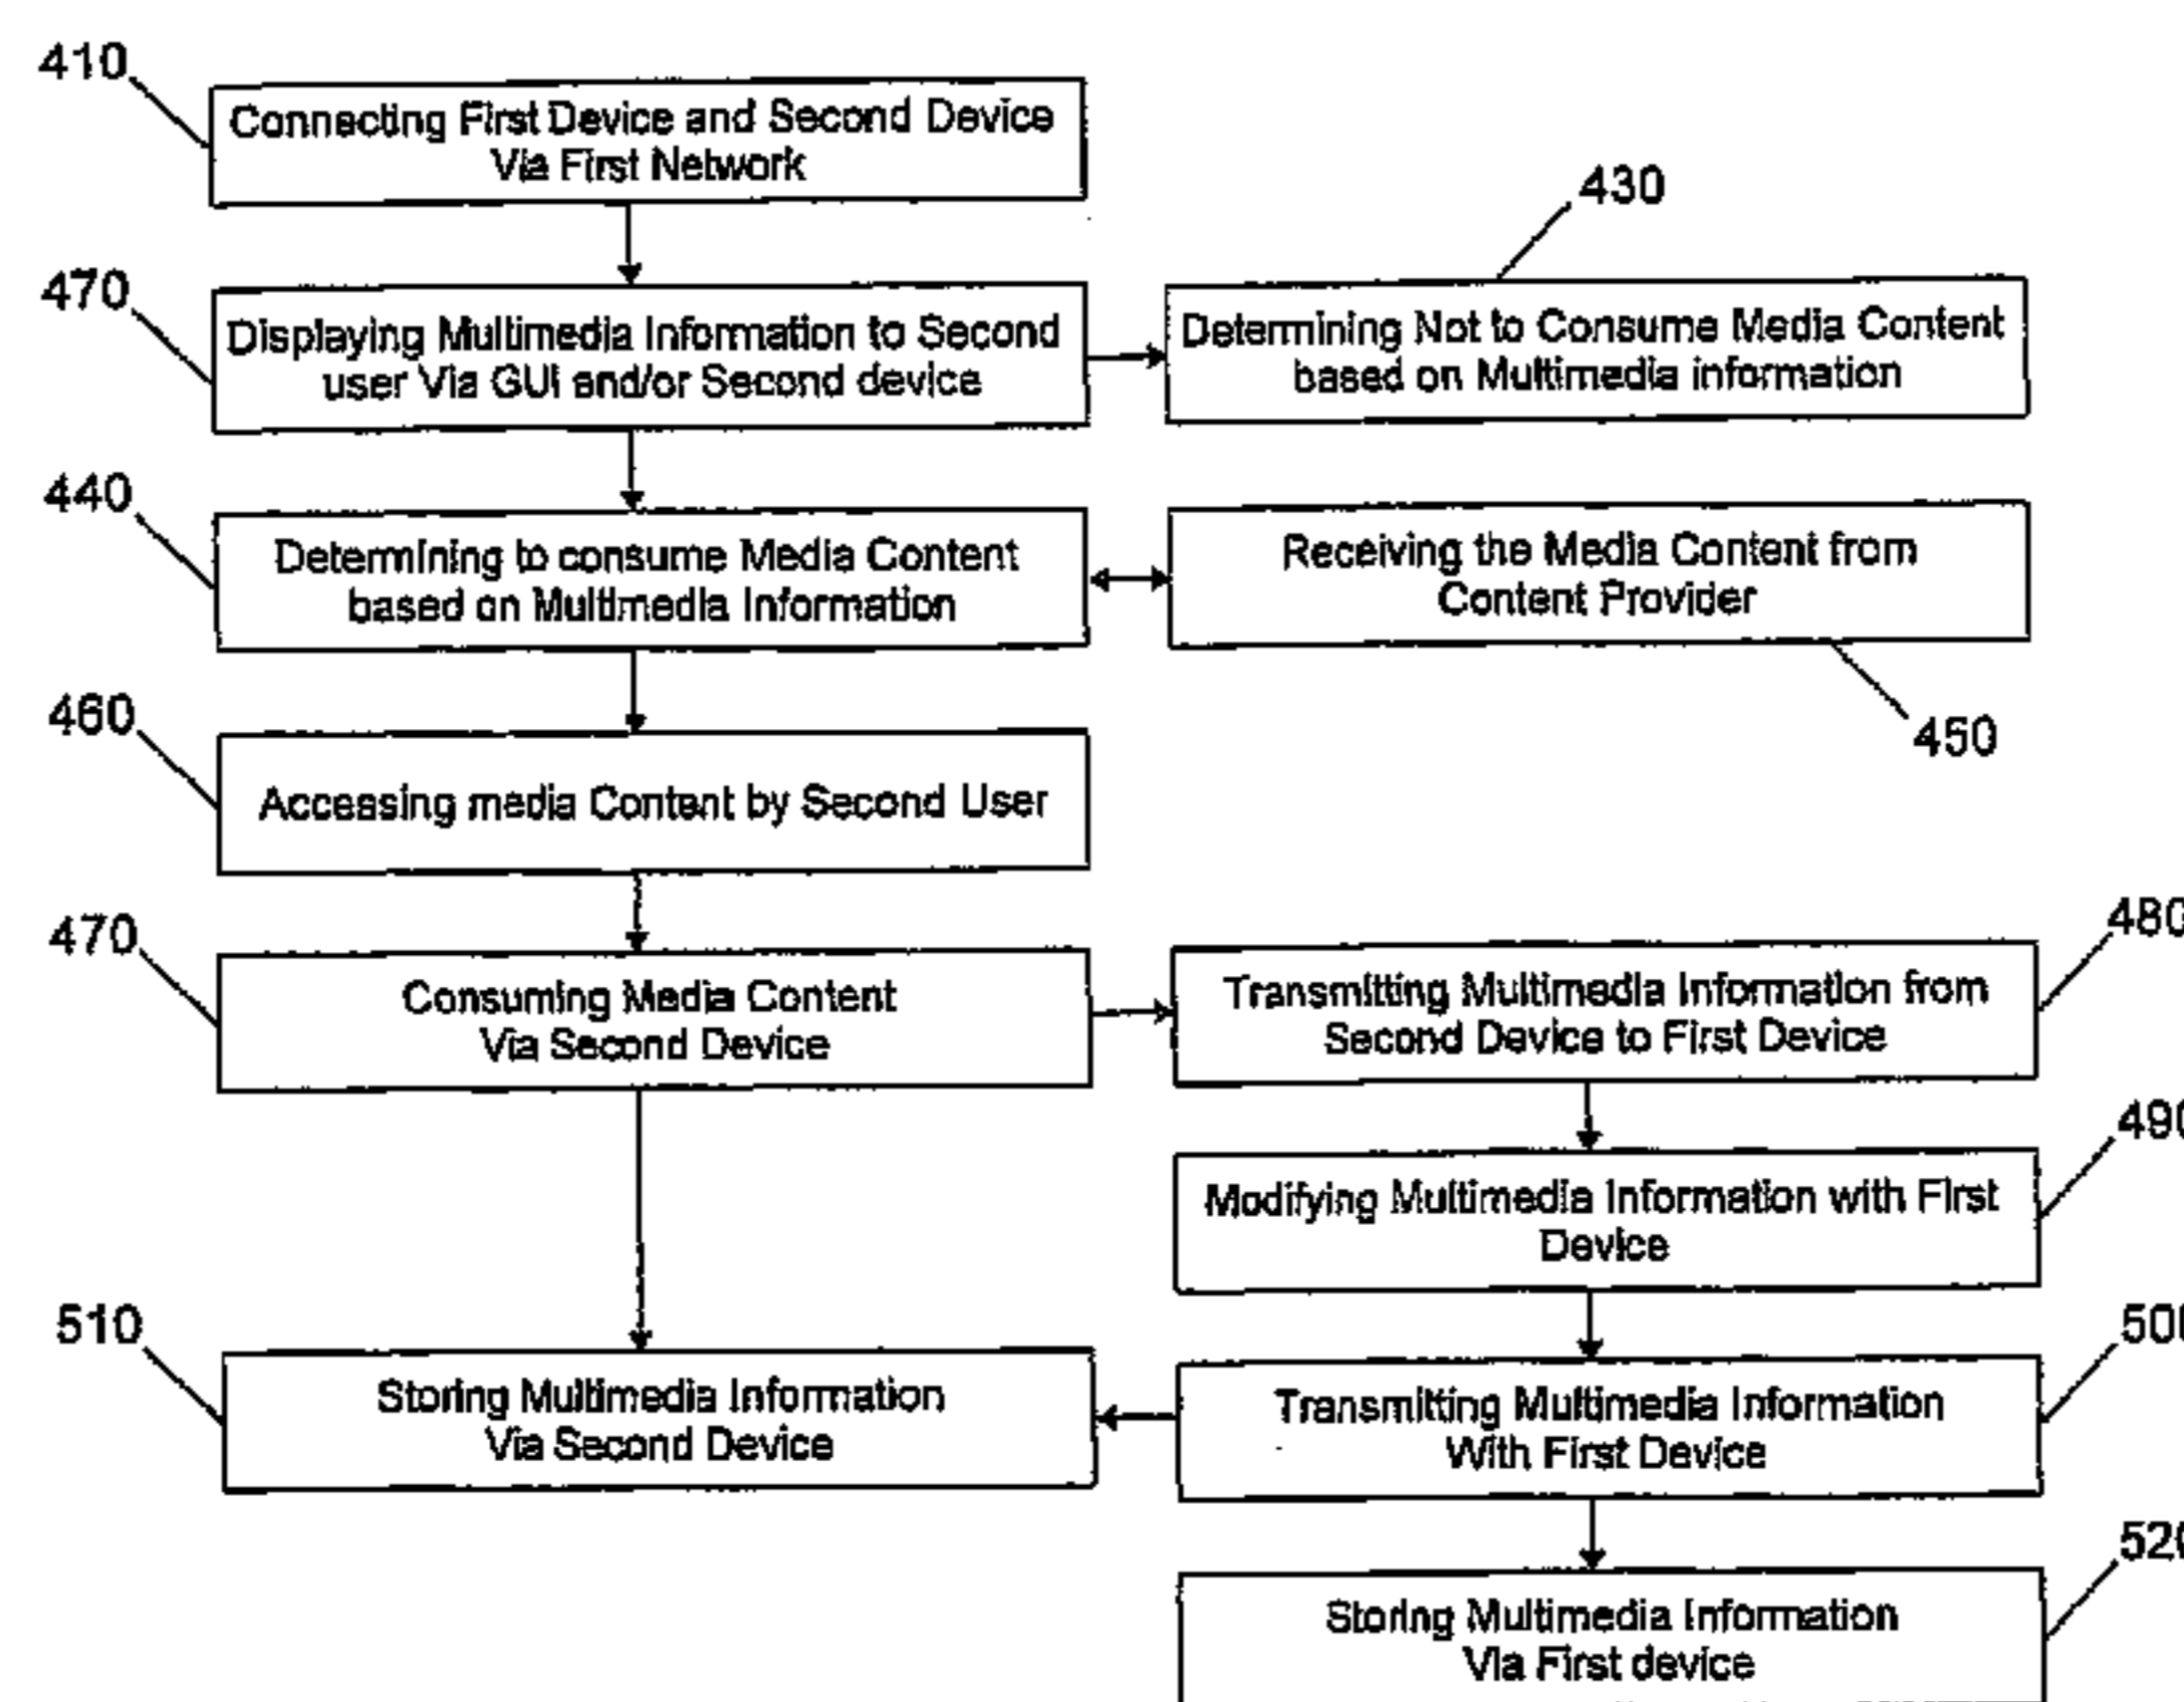 410
Connecting First Device and Second Device
Via First Network
430
470
Displaying Multimedia Information to Second
user Via GUI and/or Second device
Determining Not to Consume Media Content
based on Multimedia information
440
Determining to consume Media Content
based on Multimedia Information
Receiving the Media Content from
Content Provider
450
460
Accessing media Content by Second User
470
Consuming Media Content
Via Second Device
480
Transmitting Multimedia Information from
Second Device to First Device
490
Modifying Multimedia Information with First
Device
510
Storing Multimedia Information
Via Second Device
500
Transmitting Multimedia Information
With First Device
520
Storing Multimedia Information
Via First device